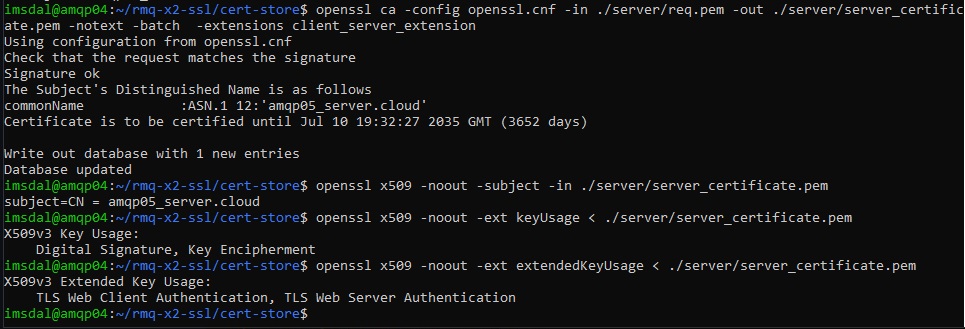 imsdal@amqp04:~/rmq-x2-ssl/cert-store$ openssl ca -config openssl.cnf -in ./server/req.pem -out ./server/server_certific
ate.pem -notext -batch  -extensions client_server_extension
Using configuration from openssl.cnf
Check that the request matches the signature
Signature ok
The Subject's Distinguished Name is as follows
commonName            :ASN.1 12:'amqp05_server.cloud'
Certificate is to be certified until Jul 10 19:32:27 2035 GMT (3652 days)

Write out database with 1 new entries
Database updated
imsdal@amqp04:~/rmq-x2-ssl/cert-store$ openssl x509 -noout -subject -in ./server/server_certificate.pem
subject=CN = amqp05_server.cloud
imsdal@amqp04:~/rmq-x2-ssl/cert-store$ openssl x509 -noout -ext keyUsage < ./server/server_certificate.pem
X509v3 Key Usage:
    Digital Signature, Key Encipherment
imsdal@amqp04:~/rmq-x2-ssl/cert-store$ openssl x509 -noout -ext extendedKeyUsage < ./server/server_certificate.pem
X509v3 Extended Key Usage:
    TLS Web Client Authentication, TLS Web Server Authentication
imsdal@amqp04:~/rmq-x2-ssl/cert-store$